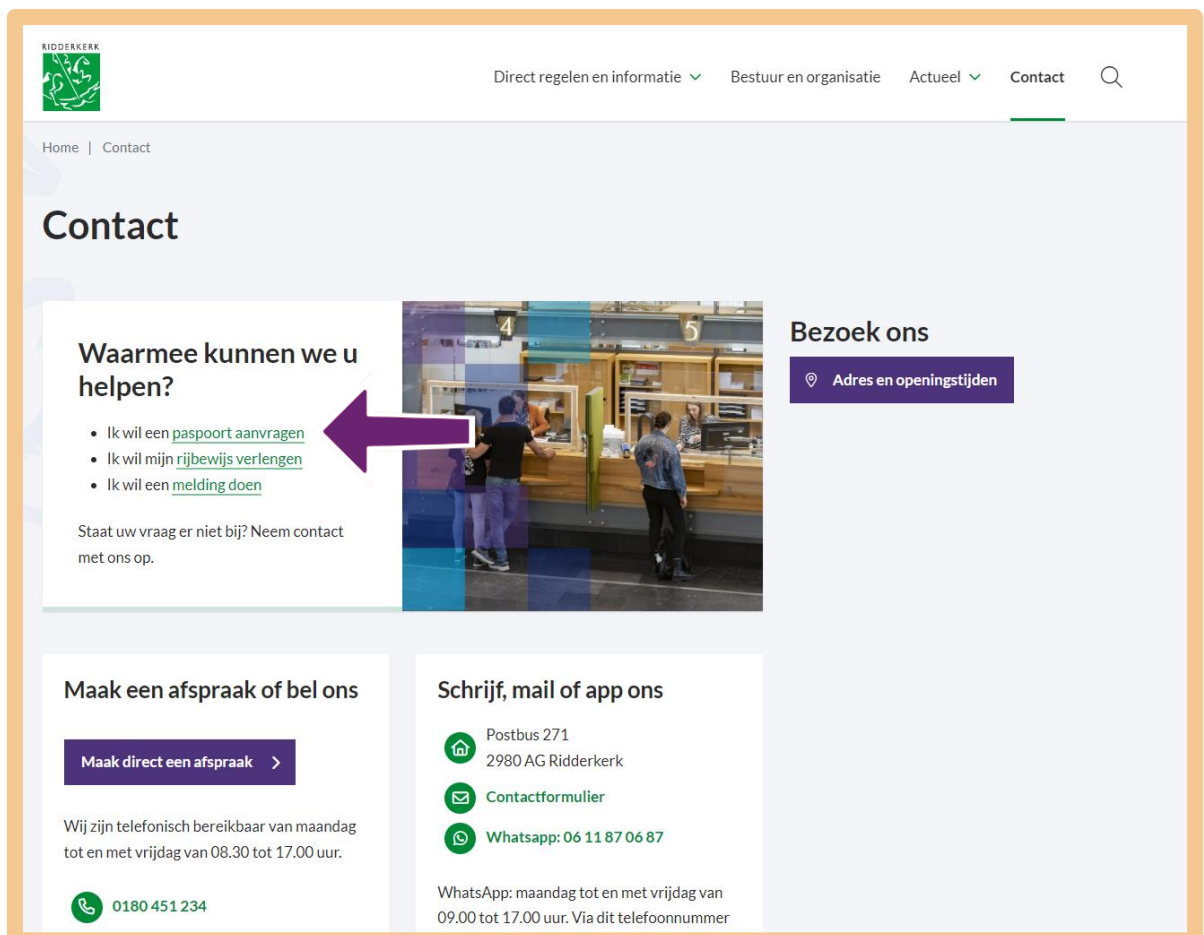 RIDDERKERK
Direct regelen en informatie
Bestuur en organisatie
Actueel
Contact
Home | Contact
Contact
Waarmee kunnen we u
helpen?
• Ik wil een paspoort aanvragen
• Ik wil mijn rijbewijs verlengen
• Ik wil een melding doen
Staat uw vraag er niet bij? Neem contact
met ons op.
4
5
Bezoek ons
Adres en openingstijden
Maak een afspraak of bel ons
Maak direct een afspraak
Wij zijn telefonisch bereikbaar van maandag
tot en met vrijdag van 08.30 tot 17.00 uur.
0180 451 234
Schrijf, mail of app ons
Postbus 271
2980 AG Ridderkerk
Contactformulier
Whatsapp: 06 11 87 06 87
WhatsApp: maandag tot en met vrijdag van
09.00 tot 17.00 uur. Via dit telefoonnummer